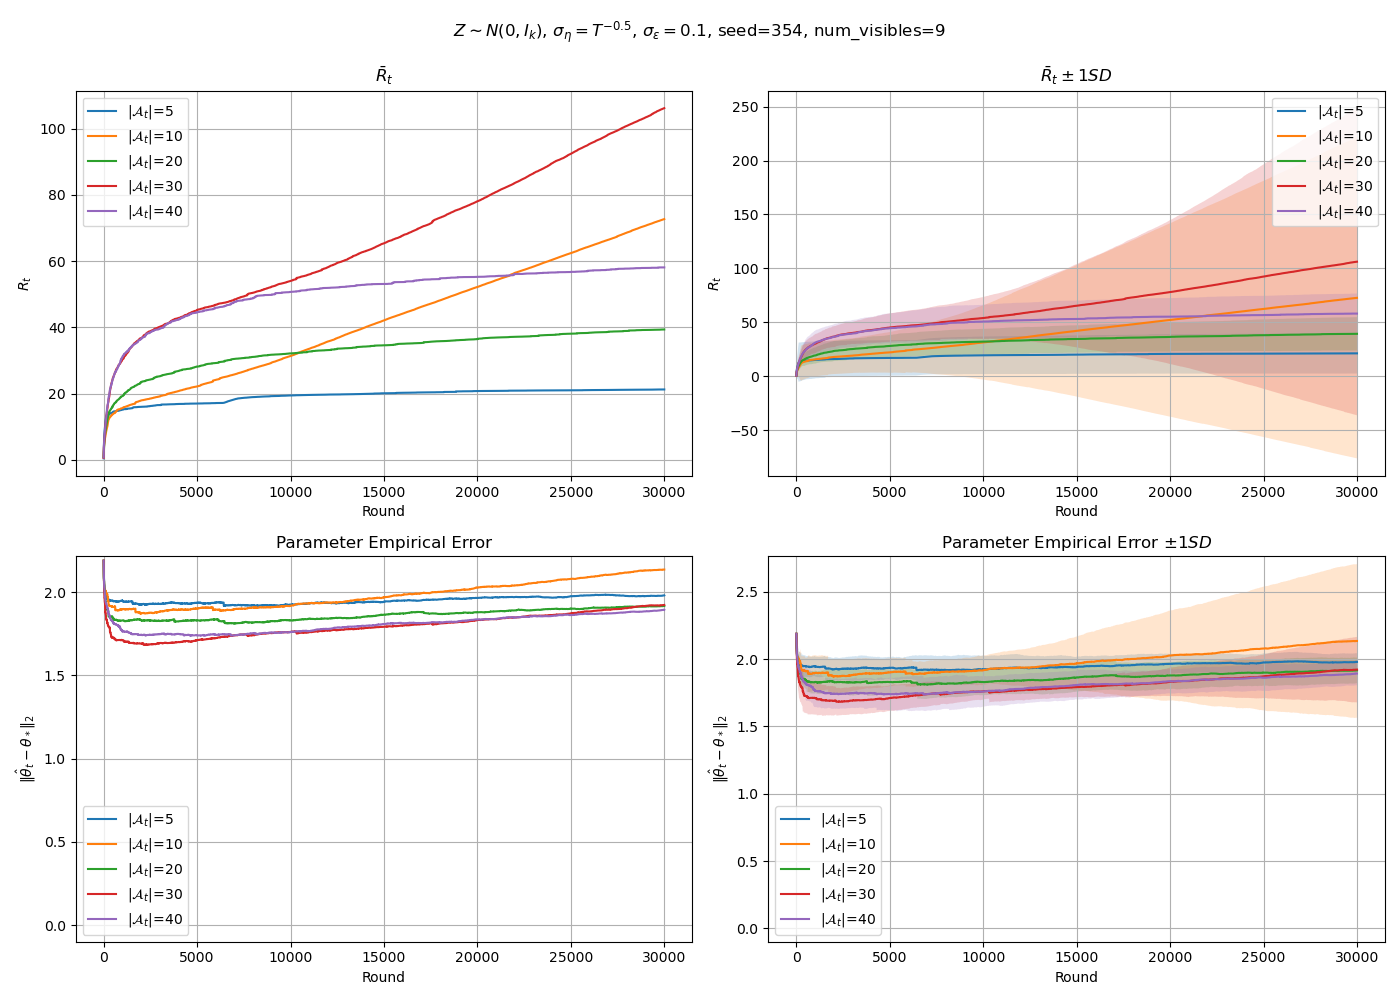 Z ∼ N(0, I_k), σ_η = T^{−0.5}, σ_ε = 0.1, seed=354, num_visibles=9
R̄_t
100
80
60
40
20
0
R_t
|𝒜_t|=5
|𝒜_t|=10
|𝒜_t|=20
|𝒜_t|=30
|𝒜_t|=40
0 5000 10000 15000 20000 25000 30000
Round
R̄_t ± 1SD
250
200
150
100
50
0
−50
R_t
|𝒜_t|=5
|𝒜_t|=10
|𝒜_t|=20
|𝒜_t|=30
|𝒜_t|=40
0 5000 10000 15000 20000 25000 30000
Round
Parameter Empirical Error
2.0
1.5
1.0
0.5
0.0
‖θ̂_t − θ_*‖_2
|𝒜_t|=5
|𝒜_t|=10
|𝒜_t|=20
|𝒜_t|=30
|𝒜_t|=40
0 5000 10000 15000 20000 25000 30000
Round
Parameter Empirical Error ±1SD
2.5
2.0
1.5
1.0
0.5
0.0
‖θ̂_t − θ_*‖_2
|𝒜_t|=5
|𝒜_t|=10
|𝒜_t|=20
|𝒜_t|=30
|𝒜_t|=40
0 5000 10000 15000 20000 25000 30000
Round